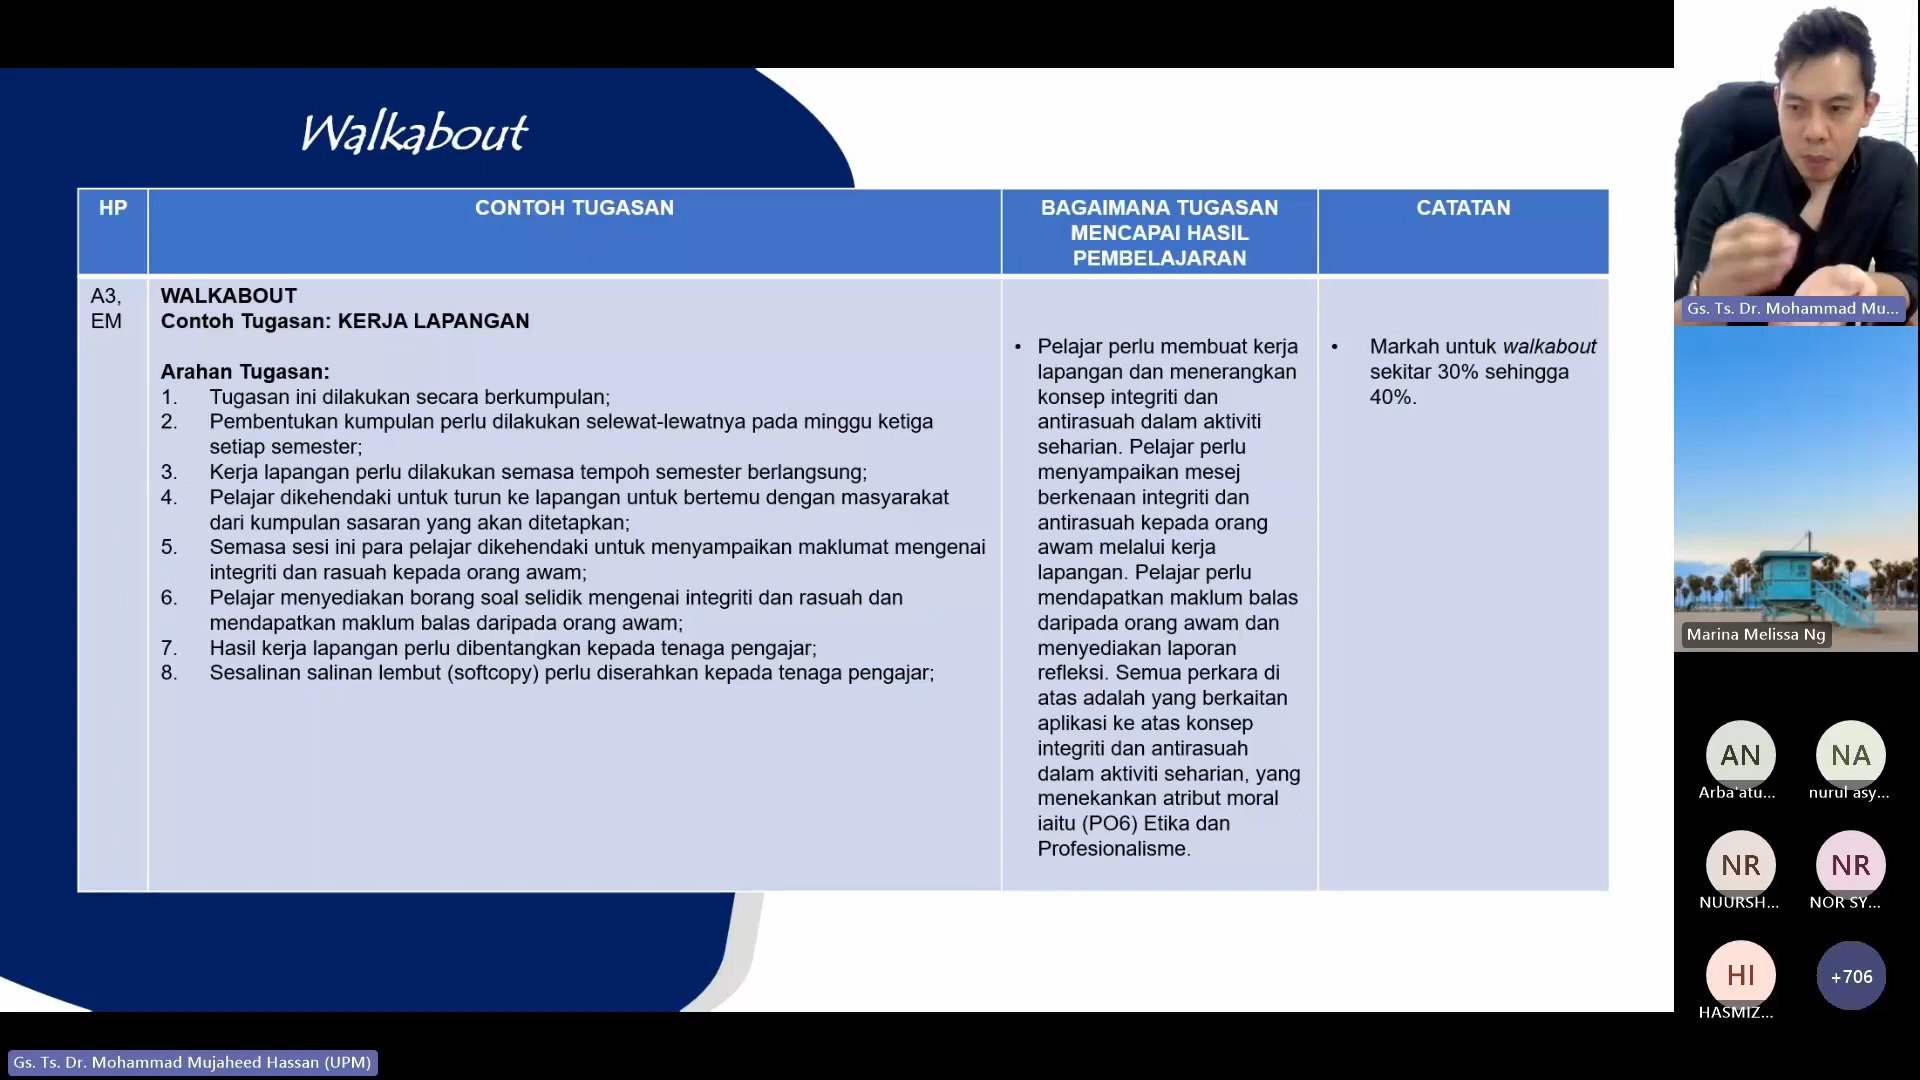 Walkabout
HP
CONTOH TUGASAN
BAGAIMANA TUGASAN
MENCAPAI HASIL
PEMBELAJARAN
CATATAN
A3,
EM
WALKABOUT
Contoh Tugasan: KERJA LAPANGAN
Arahan Tugasan:
1. Tugasan ini dilakukan secara berkumpulan;
2. Pembentukan kumpulan perlu dilakukan selewat-lewatnya pada minggu ketiga
setiap semester;
3. Kerja lapangan perlu dilakukan semasa tempoh semester berlangsung;
4. Pelajar dikehendaki untuk turun ke lapangan untuk bertemu dengan masyarakat
dari kumpulan sasaran yang akan ditetapkan;
5. Semasa sesi ini para pelajar dikehendaki untuk menyampaikan maklumat mengenai
integriti dan rasuah kepada orang awam;
6. Pelajar menyediakan borang soal selidik mengenai integriti dan rasuah dan
mendapatkan maklum balas daripada orang awam;
7. Hasil kerja lapangan perlu dibentangkan kepada tenaga pengajar;
8. Sesalinan salinan lembut (softcopy) perlu diserahkan kepada tenaga pengajar;
• Pelajar perlu membuat kerja
lapangan dan menerangkan
konsep integriti dan
antirasuah dalam aktiviti
seharian. Pelajar perlu
menyampaikan mesej
berkenaan integriti dan
antirasuah kepada orang
awam melalui kerja
lapangan. Pelajar perlu
mendapatkan maklum balas
daripada orang awam dan
menyediakan laporan
refleksi. Semua perkara di
atas adalah yang berkaitan
aplikasi ke atas konsep
integriti dan antirasuah
dalam aktiviti seharian, yang
menekankan atribut moral
iaitu (PO6) Etika dan
Profesionalisme.
• Markah untuk walkabout
sekitar 30% sehingga
40%.
Gs. Ts. Dr. Mohammad Mu...
Marina Melissa Ng
AN
Arba'atu...
NA
nurul asy...
NR
NUURSH...
NR
NOR SY...
HI
HASMIZ...
+706
Gs. Ts. Dr. Mohammad Mujaheed Hassan (UPM)